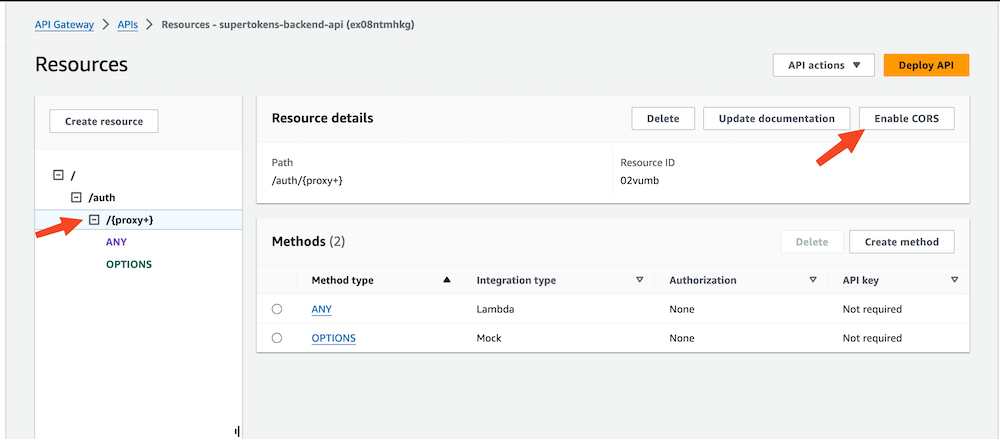 API Gateway > APIs > Resources - supertokens-backend-api (ex08ntmhkg)
Resources
API actions ▼
Deploy API
Create resource
/
/auth
/{proxy+}
ANY
OPTIONS
Resource details
Delete
Update documentation
Enable CORS
Path
/auth/{proxy+}
Resource ID
02vumb
Methods (2)
Delete
Create method
Method type Integration type Authorization API key
ANY Lambda None Not required
OPTIONS Mock None Not required